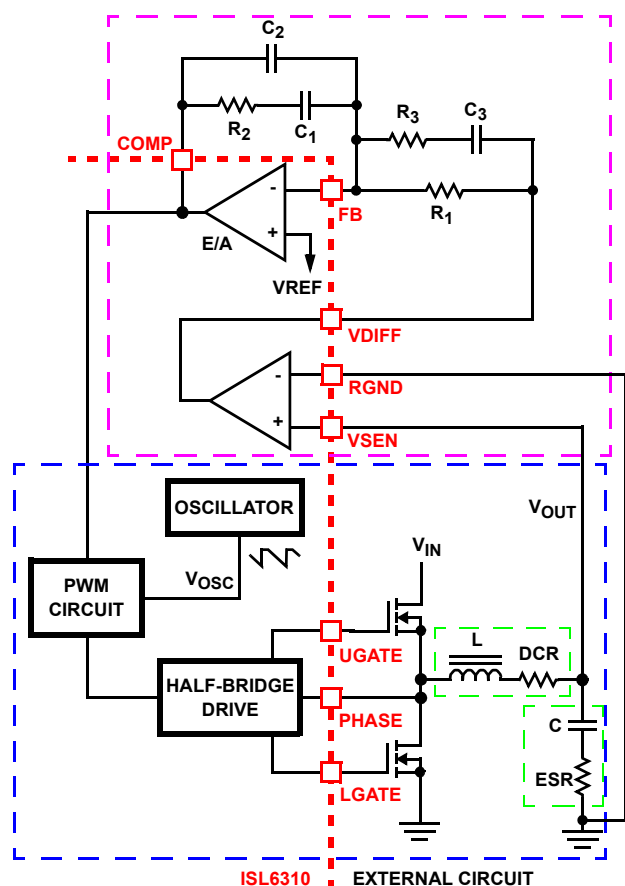 C2
R2
C1
R3
C3
COMP
-
+
E/A
FB
R1
VREF
VDIFF
-
RGND
+
VSEN
OSCILLATOR
VOUT
VOSC
VIN
PWM
CIRCUIT
UGATE
L
DCR
HALF-BRIDGE
DRIVE
PHASE
C
ESR
LGATE
ISL6310
EXTERNAL CIRCUIT